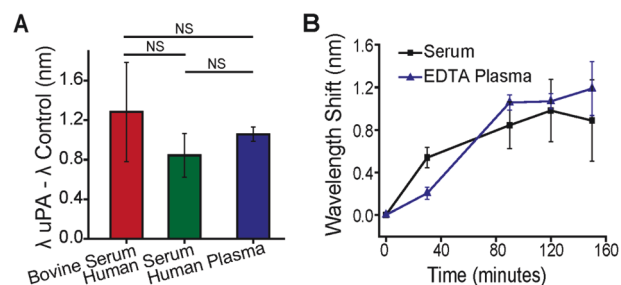 A
λ uPA - λ Control (nm)
1.6
1.2
0.8
0.4
0.0
NS
NS
NS
Bovine Serum
Human Serum
Human Plasma
B
Wavelength Shift (nm)
1.6
1.2
0.8
0.4
0.0
Serum
EDTA Plasma
0 40 80 120 160
Time (minutes)